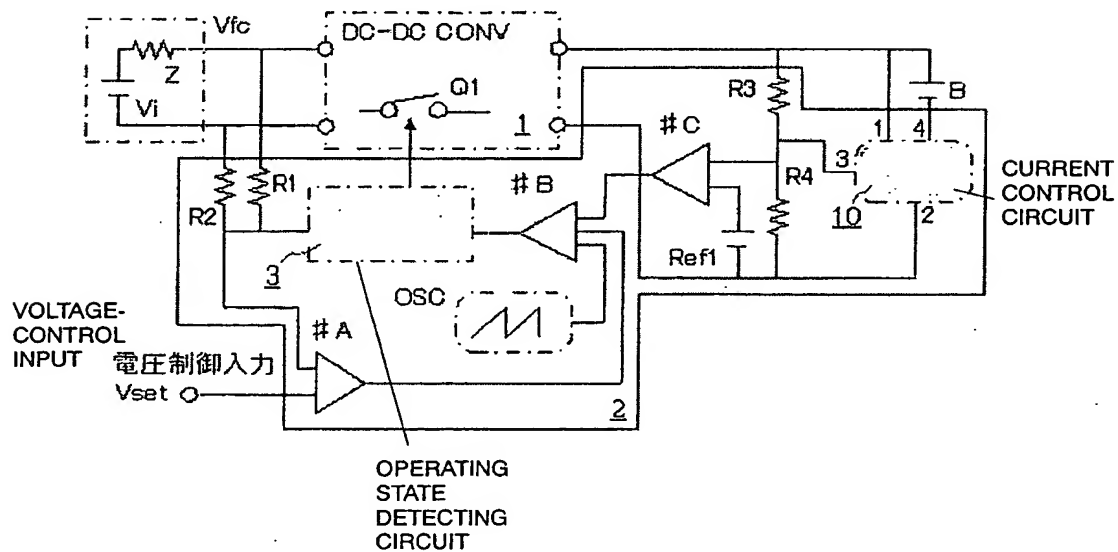 Vfc
DC-DC CONV
Z
Vi
Q1
1
R3
B
#C
1
4
3
R2
R1
#B
R4
10
2
CURRENT
CONTROL
CIRCUIT
Ref1
3
OSC
VOLTAGE-
CONTROL
INPUT
#A
電圧制御入力
Vset
2
OPERATING
STATE
DETECTING
CIRCUIT